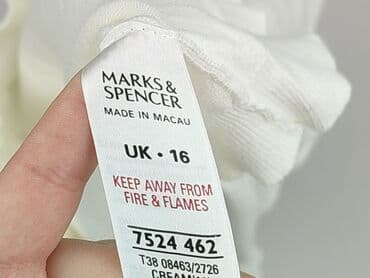 MARKS &
SPENCER
MADE IN MACAU
UK • 16
KEEP AWAY FROM
FIRE & FLAMES
7524 462
T38 08463/2726